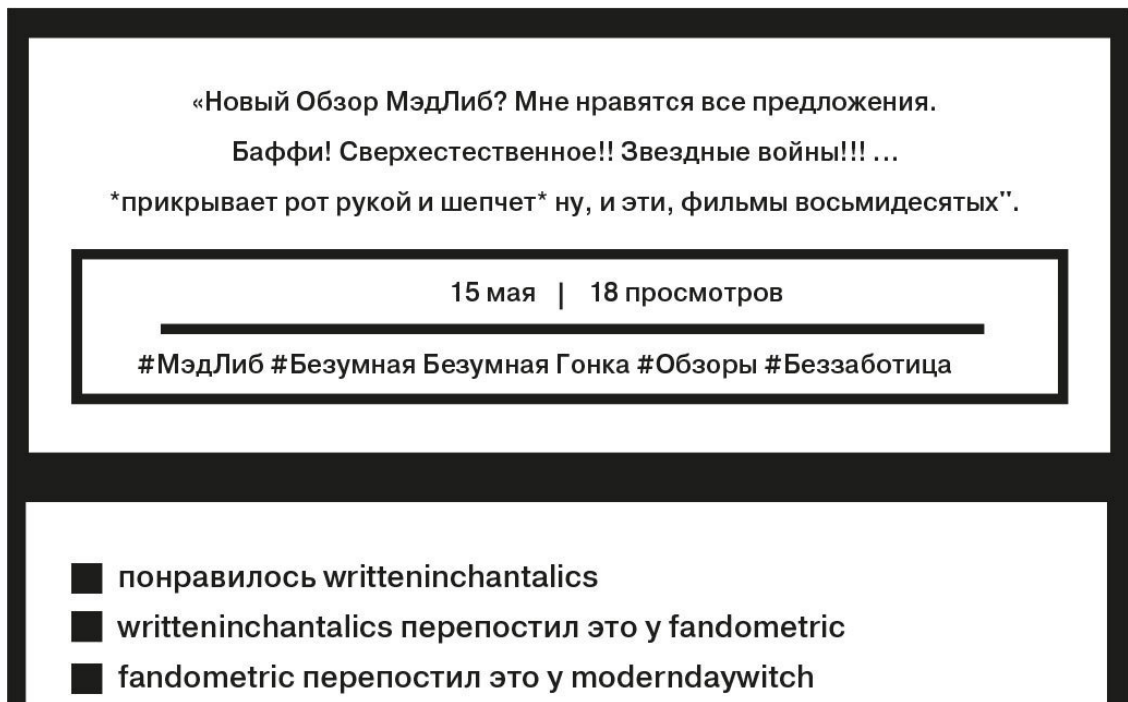 «Новый Обзор МэдЛиб? Мне нравятся все предложения.
Баффи! Сверхестественное!! Звездные войны!!! ...
*прикрывает рот рукой и шепчет* ну, и эти, фильмы восьмидесятых".
15 мая | 18 просмотров
#МэдЛиб #Безумная Безумная Гонка #Обзоры #Беззаботица
понравилось writteninchantalics
writteninchantalics перепостил это у fandometric
fandometric перепостил это у moderndaywitch